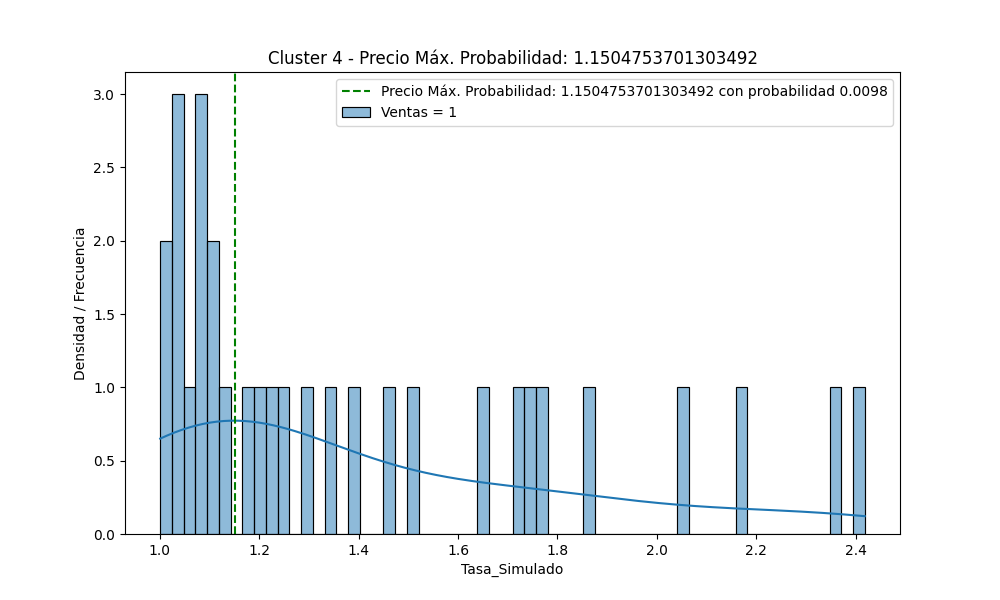 Cluster 4 - Precio Máx. Probabilidad: 1.1504753701303492
Precio Máx. Probabilidad: 1.1504753701303492 con probabilidad 0.0098
Ventas = 1
Densidad / Frecuencia
3.0
2.5
2.0
1.5
1.0
0.5
0.0
1.0 1.2 1.4 1.6 1.8 2.0 2.2 2.4
Tasa_Simulado